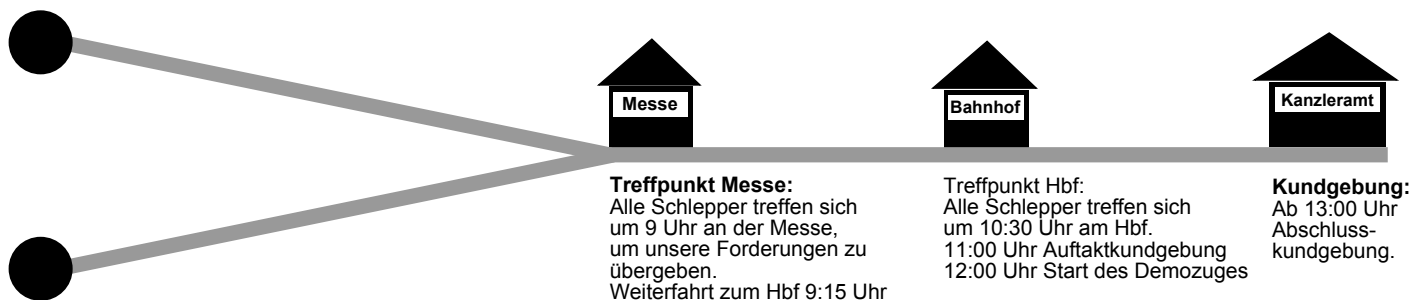 Messe
Bahnhof
Kanzleramt
Treffpunkt Messe:
Alle Schlepper treffen sich
um 9 Uhr an der Messe,
um unsere Forderungen zu
übergeben.
Weiterfahrt zum Hbf 9:15 Uhr
Treffpunkt Hbf:
Alle Schlepper treffen sich
um 10:30 Uhr am Hbf.
11:00 Uhr Auftaktkundgebung
12:00 Uhr Start des Demozuges
Kundgebung:
Ab 13:00 Uhr
Abschluss-
kundgebung.